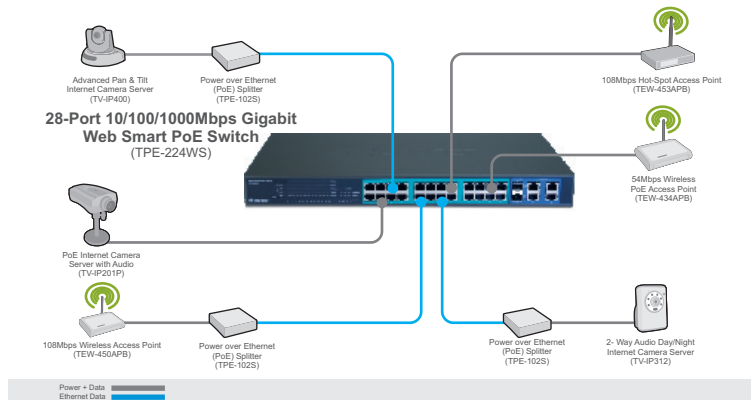 Advanced Pan & Tilt
Internet Camera Server
(TV-IP400)
Power over Ethernet
(PoE) Splitter
(TPE-102S)
108Mbps Hot-Spot Access Point
(TEW-453APB)
28-Port 10/100/1000Mbps Gigabit
Web Smart PoE Switch
(TPE-224WS)
54Mbps Wireless
PoE Access Point
(TEW-434APB)
PoE Internet Camera
Server with Audio
(TV-IP201P)
108Mbps Wireless Access Point
(TEW-450APB)
Power over Ethernet
(PoE) Splitter
(TPE-102S)
Power over Ethernet
(PoE) Splitter
(TPE-102S)
2- Way Audio Day/Night
Internet Camera Server
(TV-IP312)
Power + Data
Ethernet Data